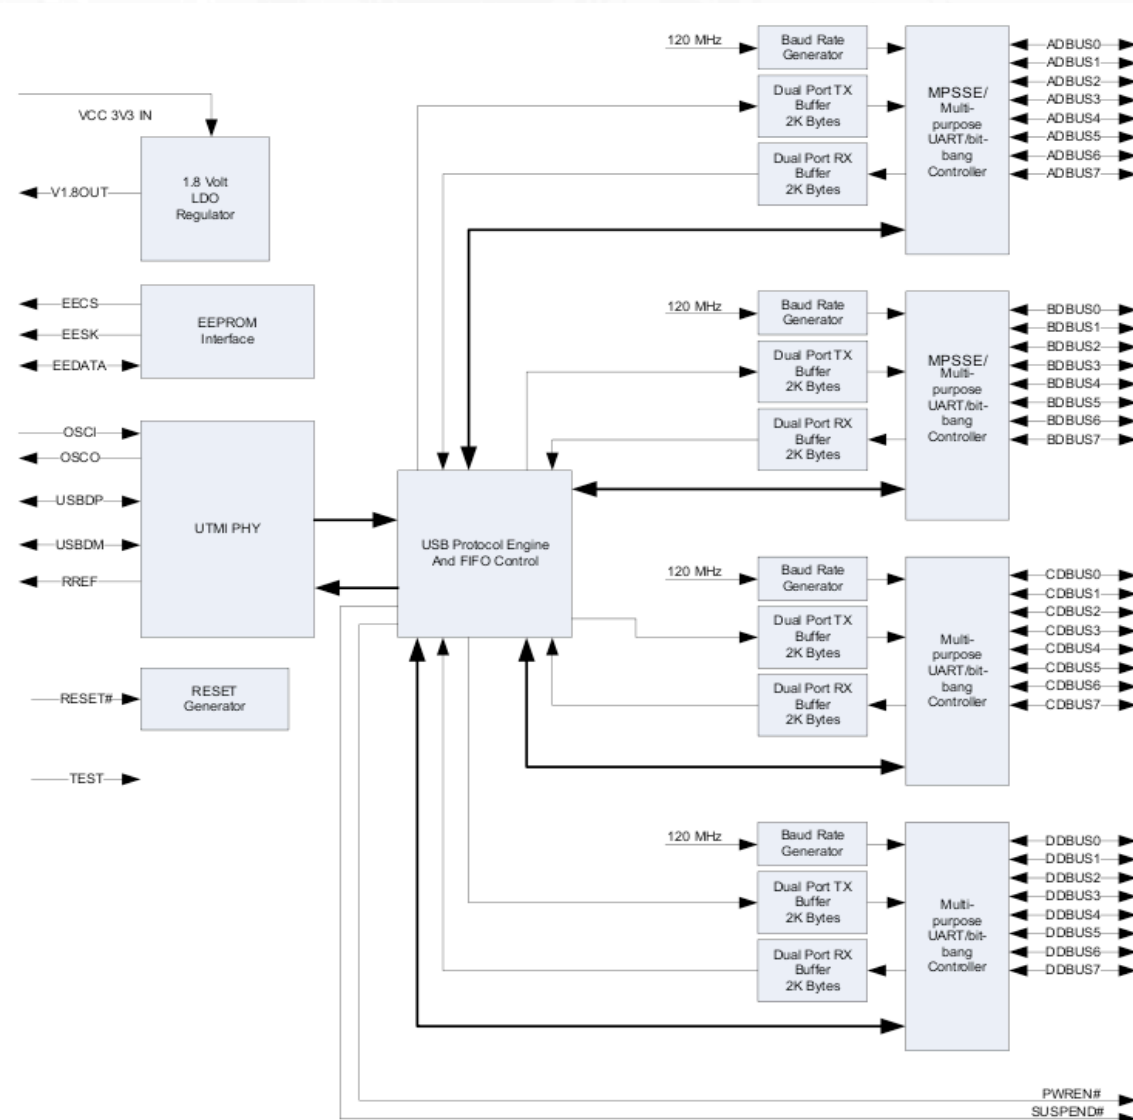 VCC 3V3 IN
V1.8OUT
1.8 Volt
LDO
Regulator
EECS
EESK
EEDATA
EEPROM
Interface
OSCI
OSCO
USBDP
USBDM
RREF
UTMI PHY
RESET#
RESET
Generator
TEST
USB Protocol Engine
And FIFO Control
120 MHz
Baud Rate
Generator
Dual Port TX
Buffer
2K Bytes
Dual Port RX
Buffer
2K Bytes
MPSSE/
Multi-
purpose
UART/bit-
bang
Controller
ADBUS0
ADBUS1
ADBUS2
ADBUS3
ADBUS4
ADBUS5
ADBUS6
ADBUS7
120 MHz
Baud Rate
Generator
Dual Port TX
Buffer
2K Bytes
Dual Port RX
Buffer
2K Bytes
MPSSE/
Multi-
purpose
UART/bit-
bang
Controller
BDBUS0
BDBUS1
BDBUS2
BDBUS3
BDBUS4
BDBUS5
BDBUS6
BDBUS7
120 MHz
Baud Rate
Generator
Dual Port TX
Buffer
2K Bytes
Dual Port RX
Buffer
2K Bytes
Multi-
purpose
UART/bit-
bang
Controller
CDBUS0
CDBUS1
CDBUS2
CDBUS3
CDBUS4
CDBUS5
CDBUS6
CDBUS7
120 MHz
Baud Rate
Generator
Dual Port TX
Buffer
2K Bytes
Dual Port RX
Buffer
2K Bytes
Multi-
purpose
UART/bit-
bang
Controller
DDBUS0
DDBUS1
DDBUS2
DDBUS3
DDBUS4
DDBUS5
DDBUS6
DDBUS7
PWREN#
SUSPEND#